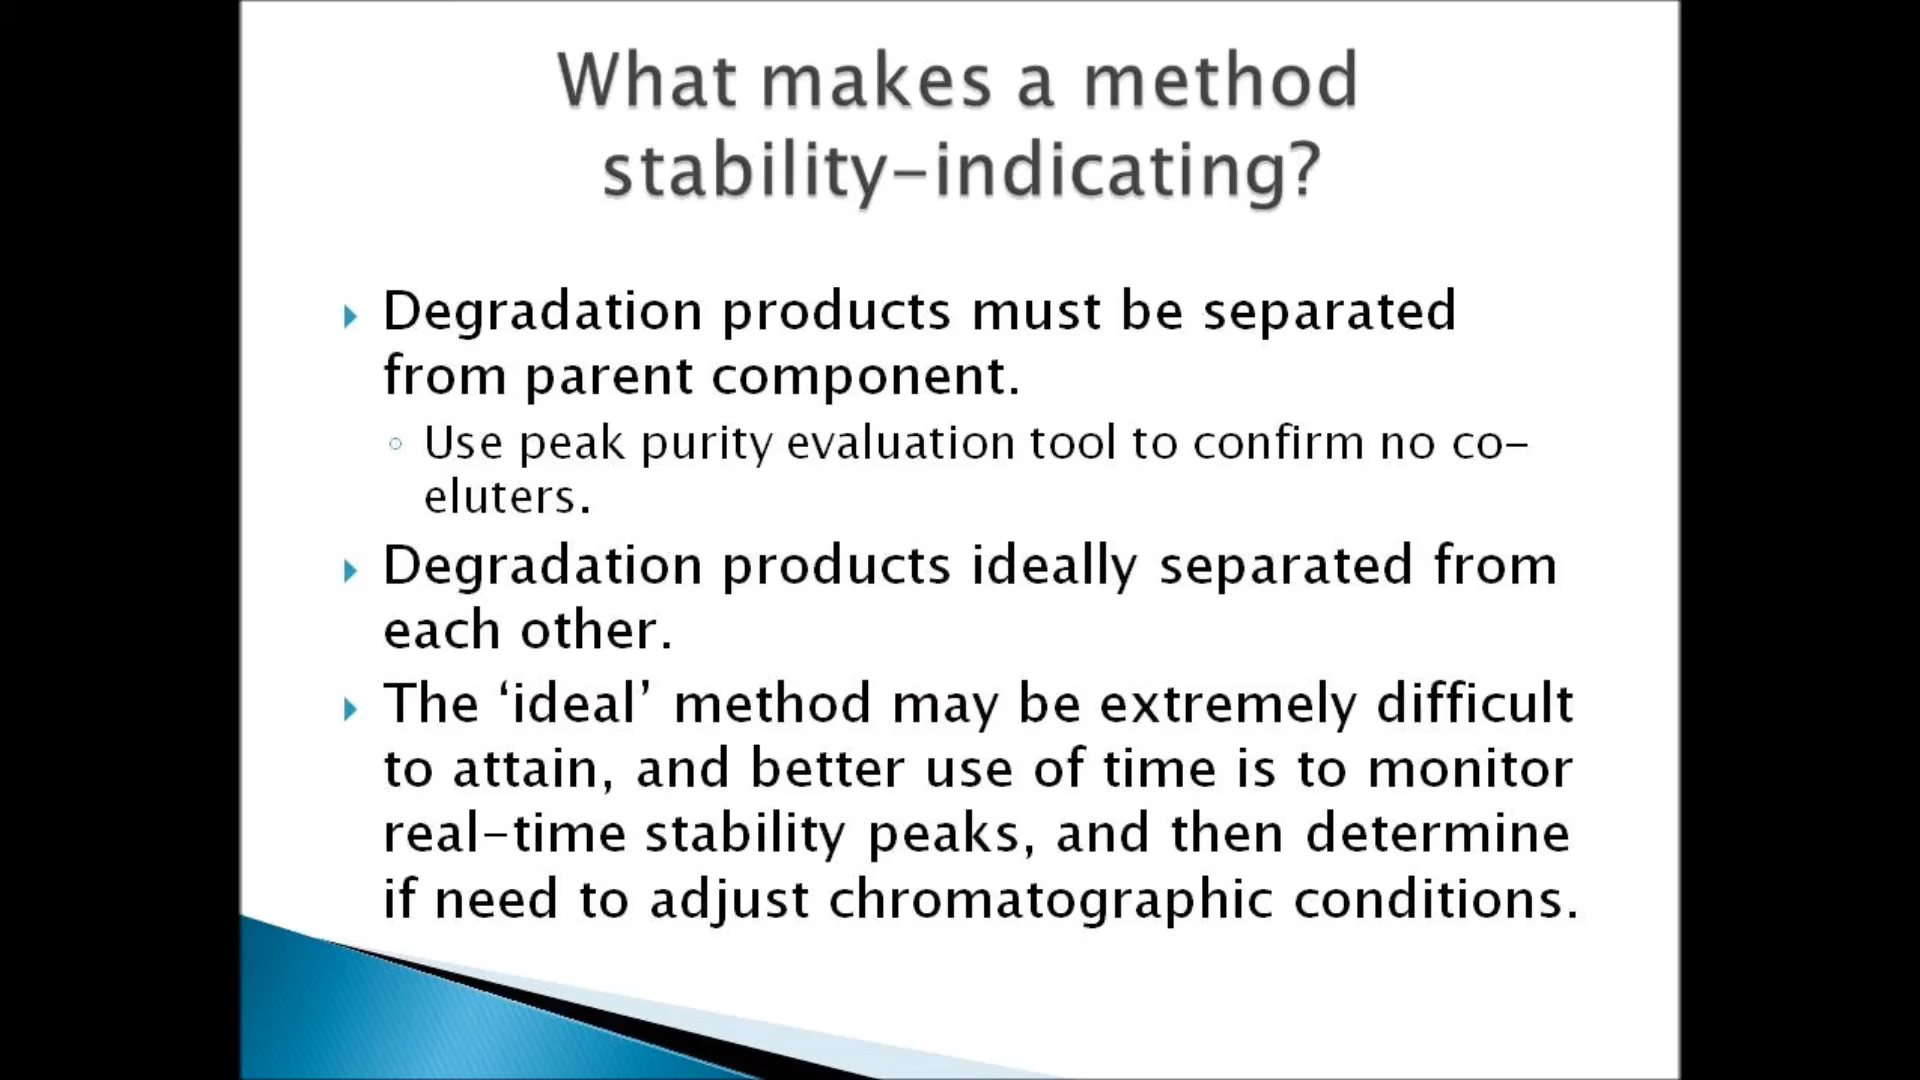 What makes a method
stability-indicating?
Degradation products must be separated
from parent component.
Use peak purity evaluation tool to confirm no co-
eluters.
Degradation products ideally separated from
each other.
The ‘ideal’ method may be extremely difficult
to attain, and better use of time is to monitor
real-time stability peaks, and then determine
if need to adjust chromatographic conditions.